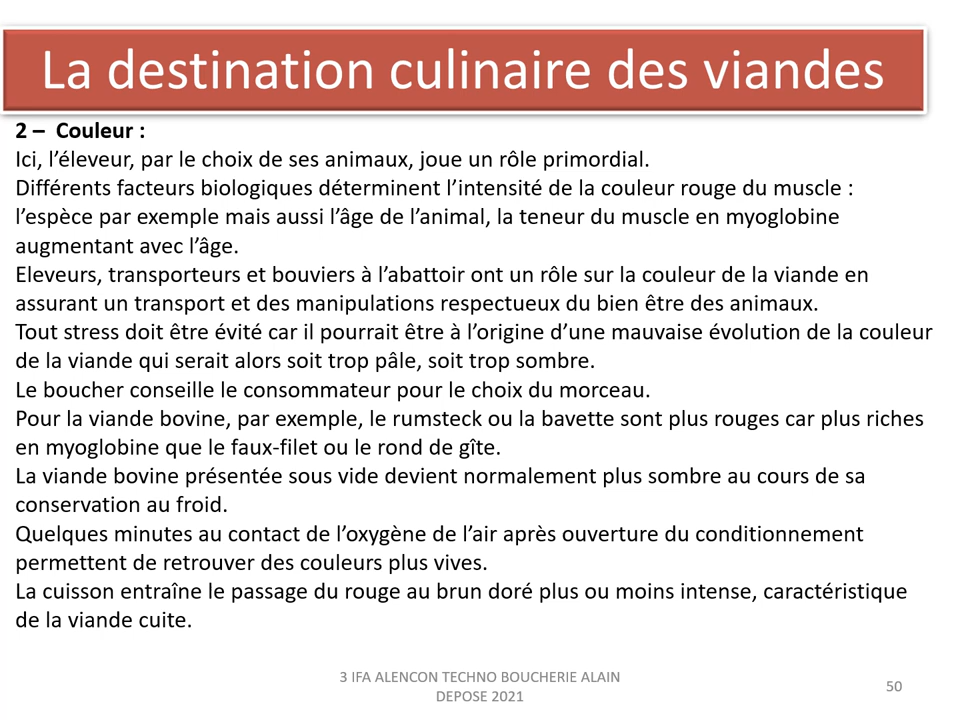 La destination culinaire des viandes
2 – Couleur :
Ici, l’éleveur, par le choix de ses animaux, joue un rôle primordial.
Différents facteurs biologiques déterminent l’intensité de la couleur rouge du muscle :
l’espèce par exemple mais aussi l’âge de l’animal, la teneur du muscle en myoglobine
augmentant avec l’âge.
Eleveurs, transporteurs et bouviers à l’abattoir ont un rôle sur la couleur de la viande en
assurant un transport et des manipulations respectueux du bien être des animaux.
Tout stress doit être évité car il pourrait être à l’origine d’une mauvaise évolution de la couleur
de la viande qui serait alors soit trop pâle, soit trop sombre.
Le boucher conseille le consommateur pour le choix du morceau.
Pour la viande bovine, par exemple, le rumsteck ou la bavette sont plus rouges car plus riches
en myoglobine que le faux-filet ou le rond de gîte.
La viande bovine présentée sous vide devient normalement plus sombre au cours de sa
conservation au froid.
Quelques minutes au contact de l’oxygène de l’air après ouverture du conditionnement
permettent de retrouver des couleurs plus vives.
La cuisson entraîne le passage du rouge au brun doré plus ou moins intense, caractéristique
de la viande cuite.
3 IFA ALENCON TECHNO BOUCHERIE ALAIN
DEPOSE 2021
50